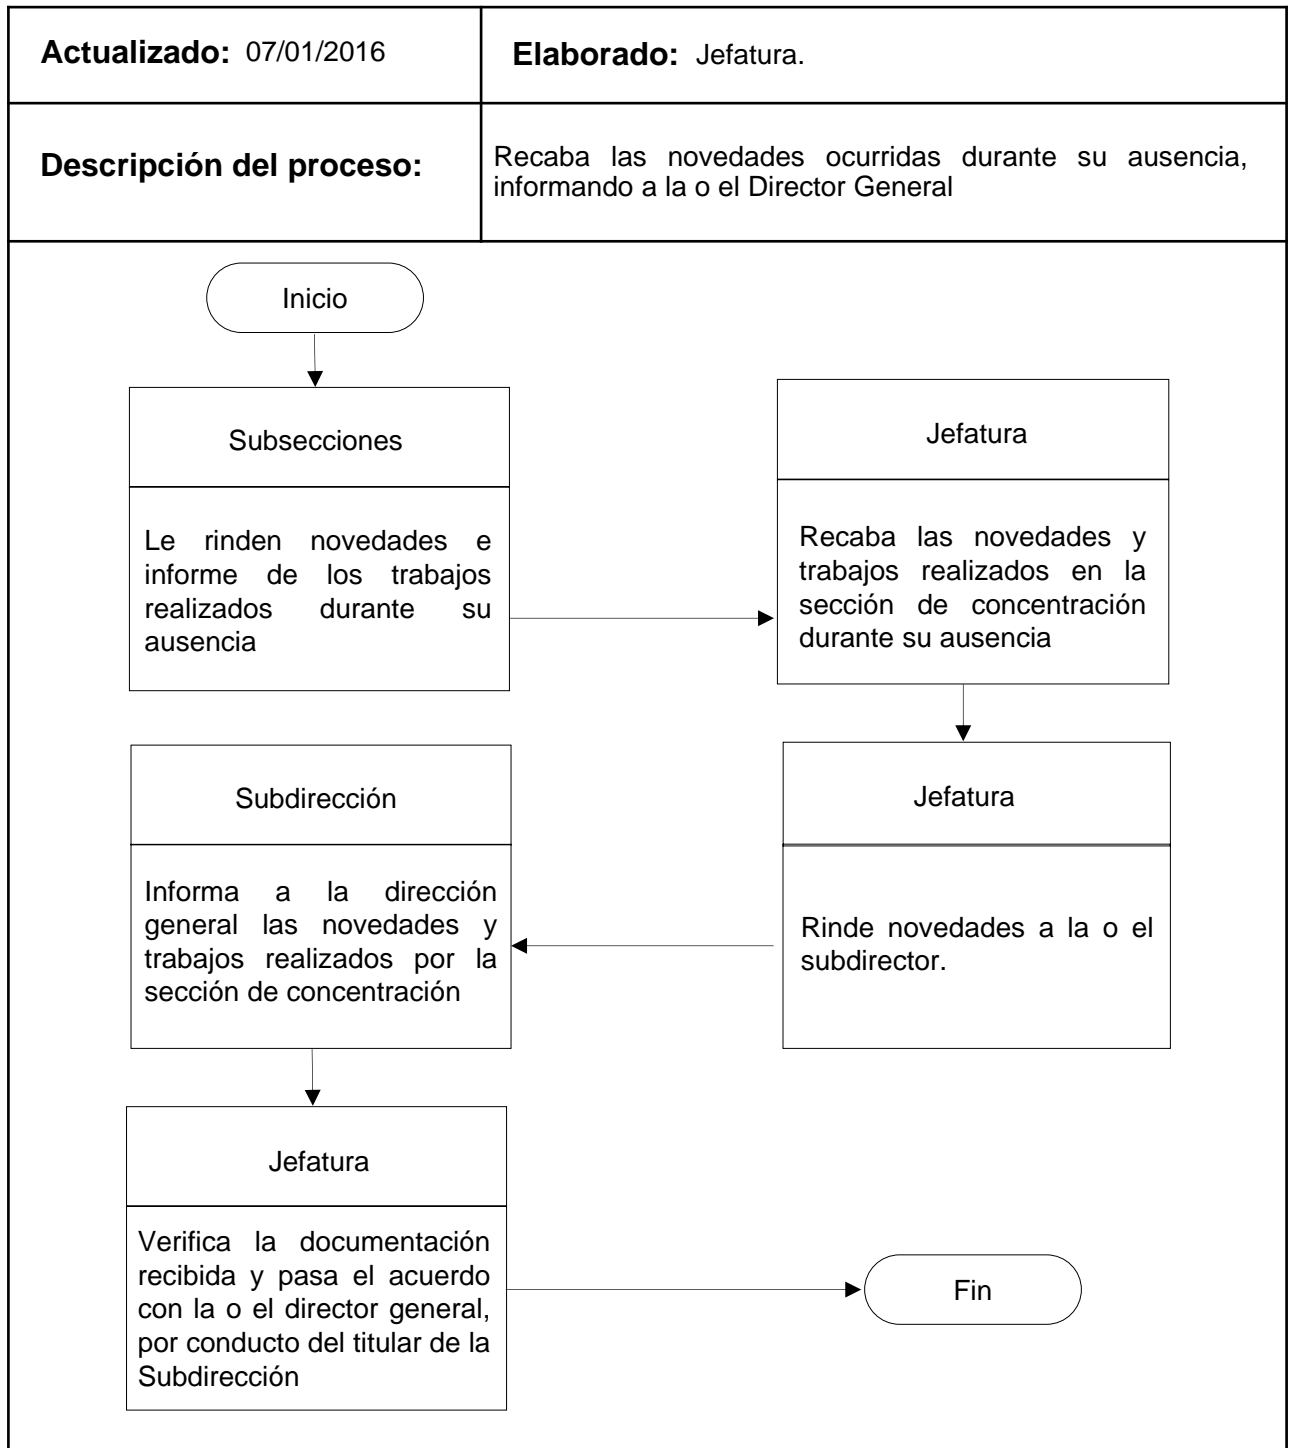 Actualizado: 07/01/2016
Elaborado: Jefatura.
Descripción del proceso:
Recaba las novedades ocurridas durante su ausencia,
informando a la o el Director General
Inicio
Subsecciones
Le rinden novedades e
informe de los trabajos
realizados durante su
ausencia
Jefatura
Recaba las novedades y
trabajos realizados en la
sección de concentración
durante su ausencia
Jefatura
Rinde novedades a la o el
subdirector.
Subdirección
Informa a la dirección
general las novedades y
trabajos realizados por la
sección de concentración
Jefatura
Verifica la documentación
recibida y pasa el acuerdo
con la o el director general,
por conducto del titular de la
Subdirección
Fin